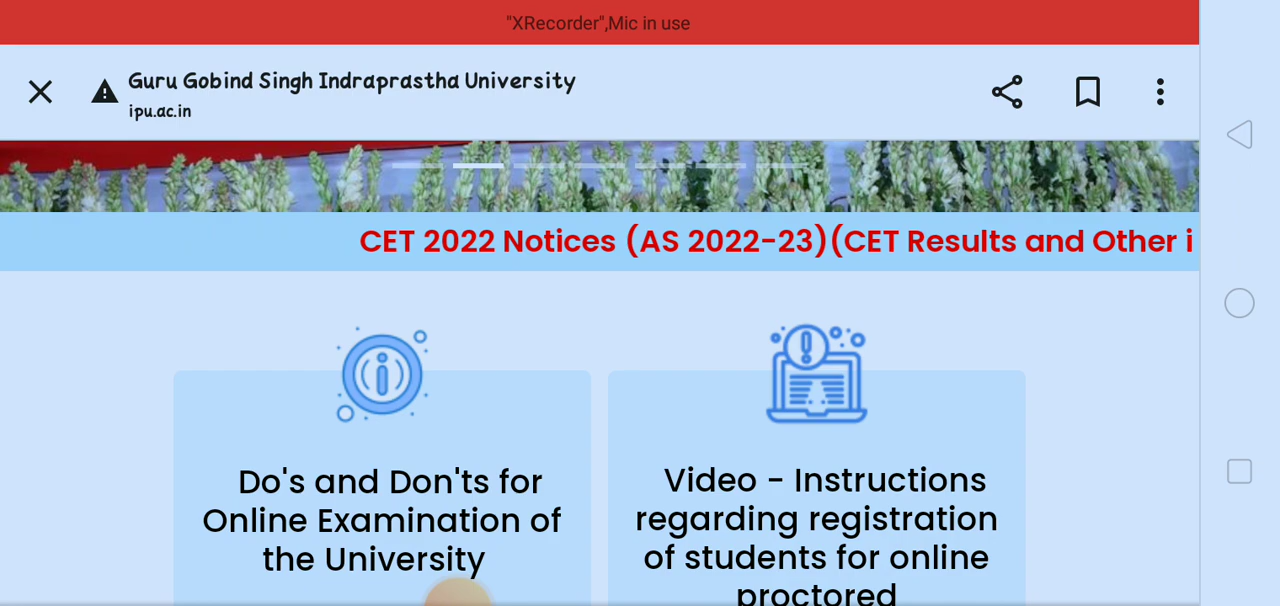 "XRecorder",Mic in use
Guru Gobind Singh Indraprastha University
ipu.ac.in
CET 2022 Notices (AS 2022-23)(CET Results and Other i
Do's and Don'ts for
Online Examination of
the University
Video - Instructions
regarding registration
of students for online
proctored